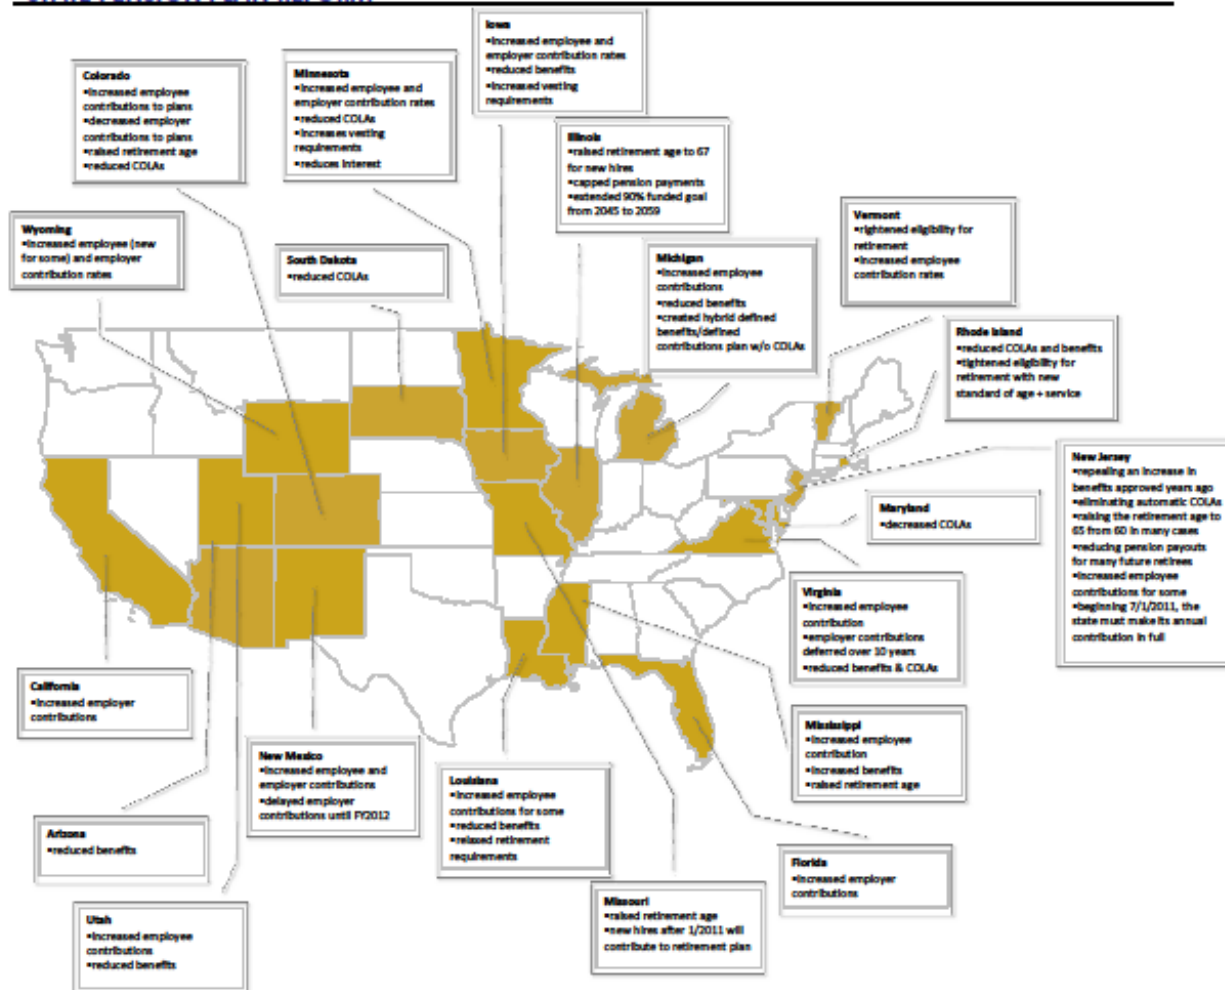 Iowa
▪increased employee and
employer contribution rates
▪reduced benefits
▪increased vesting
requirements
Colorado
▪increased employee
contributions to plans
▪decreased employer
contributions to plans
▪raised retirement age
▪reduced COLAs
Minnesota
▪increased employee and
employer contribution rates
▪reduced COLAs
▪increases vesting
requirements
▪reduces interest
Illinois
▪raised retirement age to 67
for new hires
▪capped pension payments
▪extended 90% funded goal
from 2045 to 2059
Wyoming
▪increased employee (new
for some) and employer
contribution rates
South Dakota
▪reduced COLAs
Michigan
▪increased employee
contributions
▪reduced benefits
▪created hybrid defined
benefits/defined
contributions plan w/o COLAs
Vermont
▪tightened eligibility for
retirement
▪increased employee
contribution rates
Rhode Island
▪reduced COLAs and benefits
▪tightened eligibility for
retirement with new
standard of age + service
New Jersey
▪repealing an increase in
benefits approved years ago
▪eliminating automatic COLAs
▪raising the retirement age to
65 from 60 in many cases
▪reducing pension payouts
for many future retirees
▪increased employee
contributions for some
▪beginning 7/1/2011, the
state must make its annual
contribution in full
Maryland
▪decreased COLAs
Virginia
▪increased employee
contribution
▪employer contributions
deferred over 10 years
▪reduced benefits & COLAs
California
▪increased employer
contributions
New Mexico
▪increased employee and
employer contributions
▪delayed employer
contributions until FY2012
Louisiana
▪increased employee
contributions for some
▪reduced benefits
▪relaxed retirement
requirements
Mississippi
▪increased employee
contribution
▪increased benefits
▪raised retirement age
Arizona
▪reduced benefits
Florida
▪increased employer
contributions
Utah
▪increased employee
contributions
▪reduced benefits
Missouri
▪raised retirement age
▪new hires after 1/2011 will
contribute to retirement plan